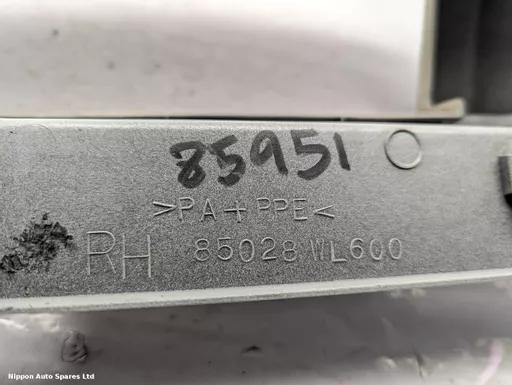 85951
>PA+PPE<
RH 85028 WL600
Nippon Auto Spares Ltd